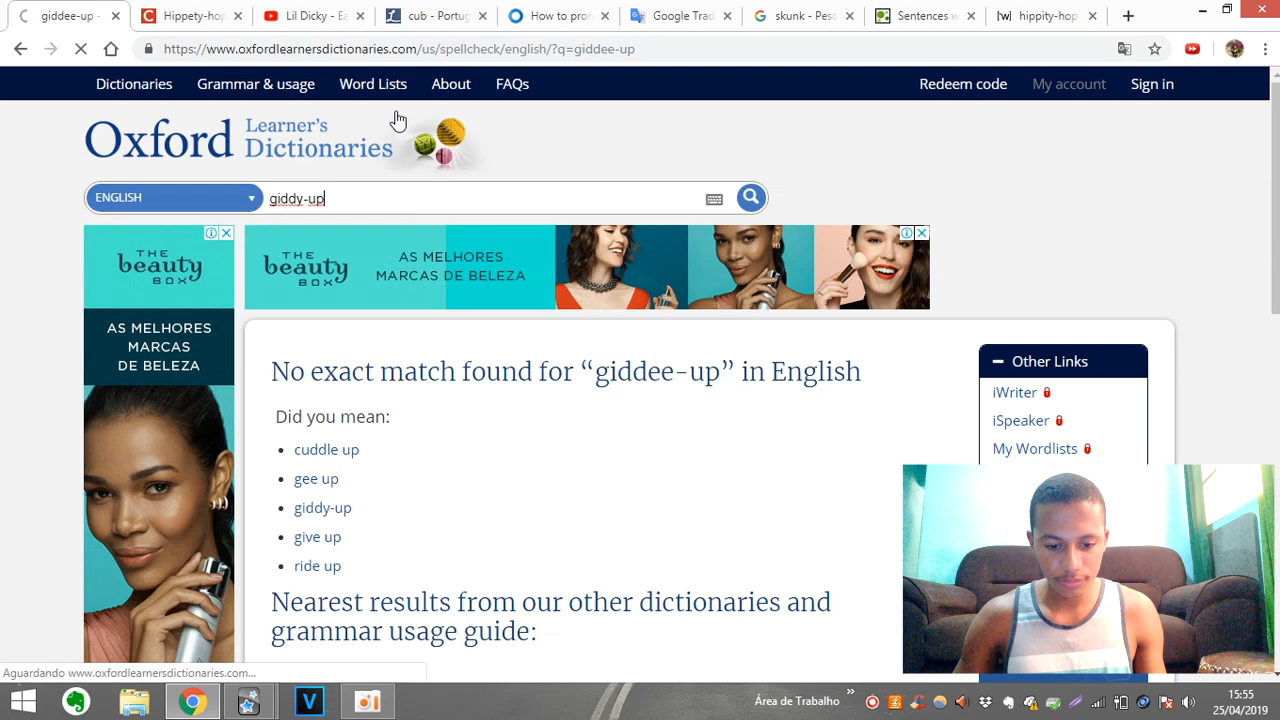 giddee-up -
Hippety-hop
Lil Dicky - Ea
cub - Portug
How to pron
Google Trad
skunk - Pesq
Sentences w
[w]
hippity-hop
https://www.oxfordlearnersdictionaries.com/us/spellcheck/english/?q=giddee-up
Dictionaries
Grammar & usage
Word Lists
About
FAQs
Redeem code
My account
Sign in
Oxford
Learner's
Dictionaries
ENGLISH
giddy-up
THE
beauty
BOX
THE
beauty
BOX
AS MELHORES
MARCAS DE BELEZA
AS MELHORES
MARCAS
DE BELEZA
No exact match found for “giddee-up” in English
Did you mean:
cuddle up
gee up
giddy-up
give up
ride up
Nearest results from our other dictionaries and
grammar usage guide:
Other Links
iWriter
iSpeaker
My Wordlists
Aguardando www.oxfordlearnersdictionaries.com...
Área de Trabalho
15:55
25/04/2019